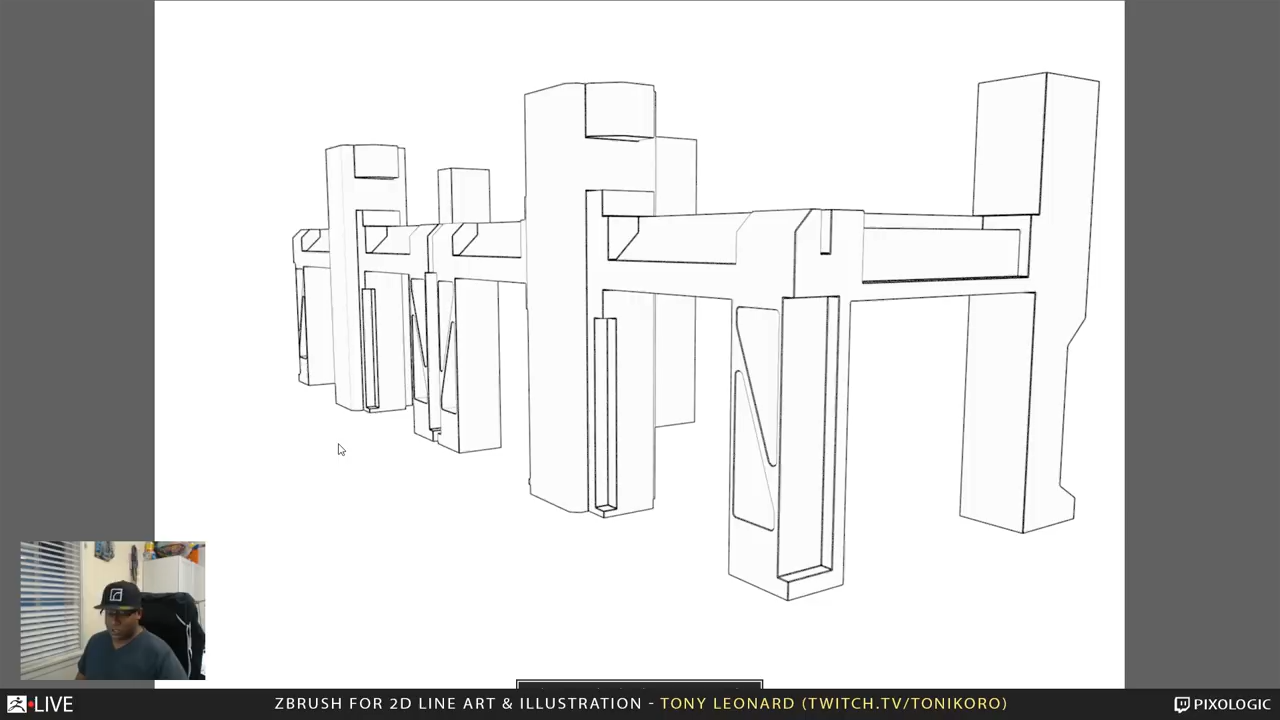 LIVE
ZBRUSH FOR 2D LINE ART & ILLUSTRATION - TONY LEONARD (TWITCH.TV/TONIKORO)
PIXOLOGIC